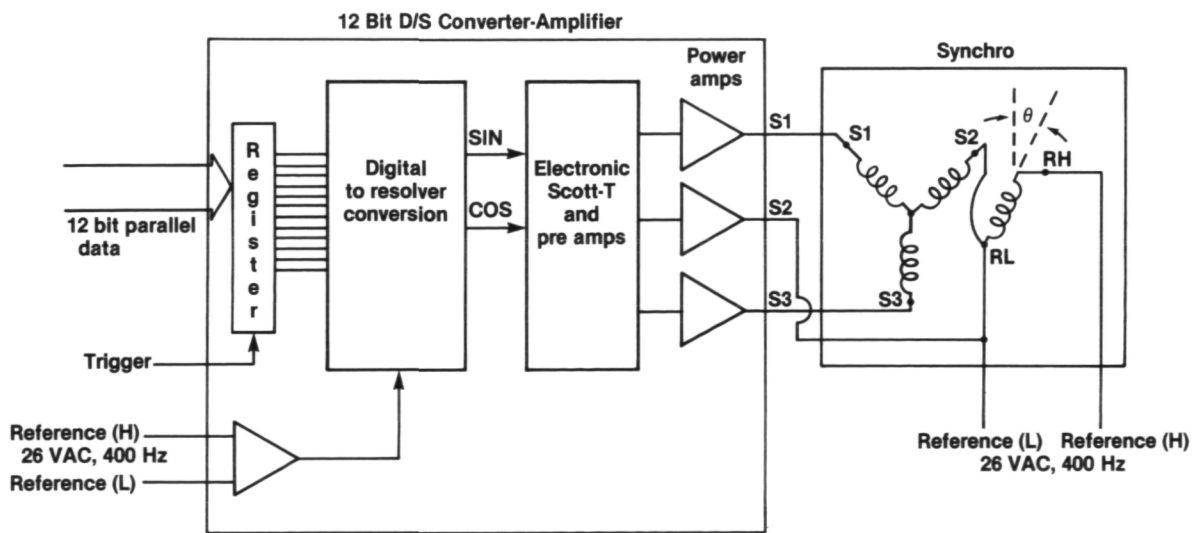 12 Bit D/S Converter-Amplifier
Power
amps
Synchro
R
e
g
i
s
t
e
r
Digital
to resolver
conversion
SIN
COS
Electronic
Scott-T
and
pre amps
S1
S2
S3
S1
S2
S3
θ
RH
RL
12 bit parallel
data
Trigger
Reference (H)
26 VAC, 400 Hz
Reference (L)
Reference (L) Reference (H)
26 VAC, 400 Hz